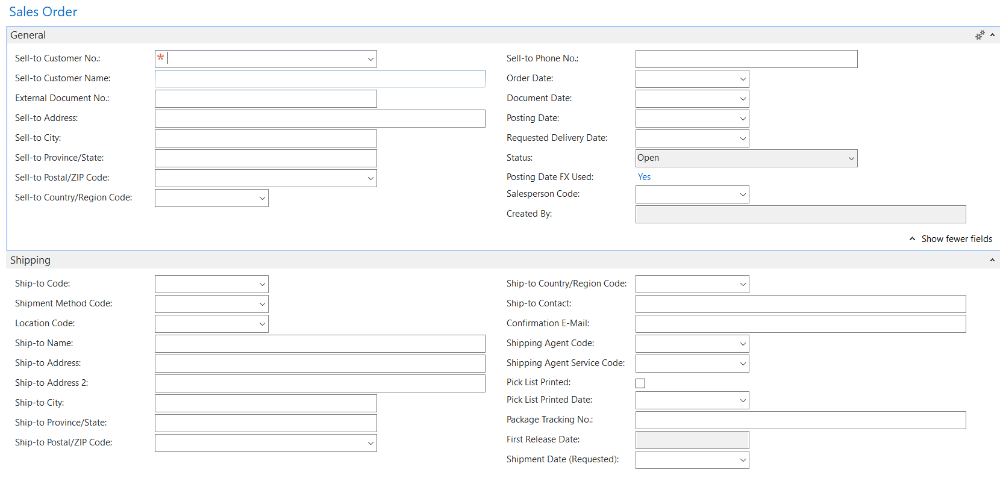 Sales Order
General
Sell-to Customer No.:
*
Sell-to Customer Name:
External Document No.:
Sell-to Address:
Sell-to City:
Sell-to Province/State:
Sell-to Postal/ZIP Code:
Sell-to Country/Region Code:
Sell-to Phone No.:
Order Date:
Document Date:
Posting Date:
Requested Delivery Date:
Status:
Open
Posting Date FX Used:
Yes
Salesperson Code:
Created By:
Show fewer fields
Shipping
Ship-to Code:
Shipment Method Code:
Location Code:
Ship-to Name:
Ship-to Address:
Ship-to Address 2:
Ship-to City:
Ship-to Province/State:
Ship-to Postal/ZIP Code:
Ship-to Country/Region Code:
Ship-to Contact:
Confirmation E-Mail:
Shipping Agent Code:
Shipping Agent Service Code:
Pick List Printed:
Pick List Printed Date:
Package Tracking No.:
First Release Date:
Shipment Date (Requested):